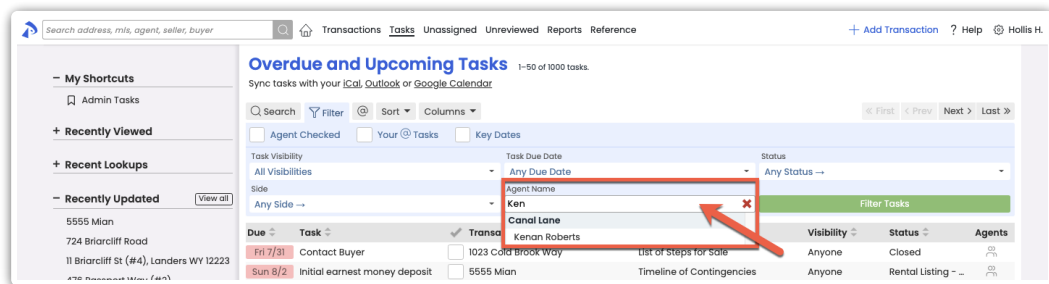 Search address, mls, agent, seller, buyer
Transactions Tasks Unassigned Unreviewed Reports Reference
+ Add Transaction ? Help Hollis H.
− My Shortcuts
Admin Tasks
+ Recently Viewed
+ Recent Lookups
− Recently Updated View all
5555 Mian
724 Briarcliff Road
11 Briarcliff St (#4), Landers WY 12223
Overdue and Upcoming Tasks 1–50 of 1000 tasks.
Sync tasks with your iCal, Outlook or Google Calendar
Search Filter @ Sort Columns
« First < Prev Next > Last »
Agent Checked Your @ Tasks Key Dates
Task Visibility Task Due Date Status
All Visibilities Any Due Date Any Status →
Side Agent Name
Any Side → Ken Filter Tasks
Canal Lane
Kenan Roberts
Due Task Transa Visibility Status Agents
Fri 7/31 Contact Buyer 1023 Cold Brook Way List of Steps for Sale Anyone Closed
Sun 8/2 Initial earnest money deposit 5555 Mian Timeline of Contingencies Anyone Rental Listing - ...